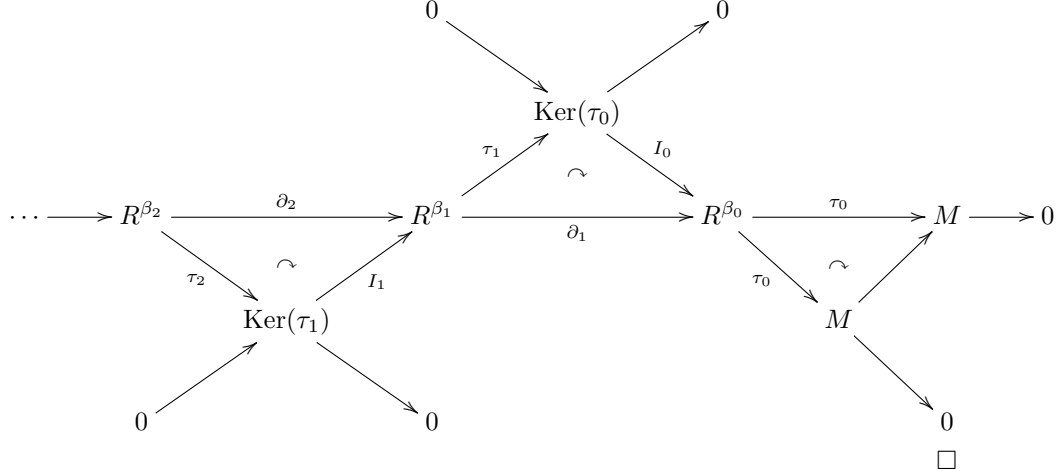 0 0
Ker(τ₀)
τ₁ I₀
↷
⋯ R^{β₂} ∂₂ R^{β₁} ∂₁ R^{β₀} τ₀ M 0
τ₂ ↷ I₁ τ₀ ↷
Ker(τ₁) M
0 0 0
□